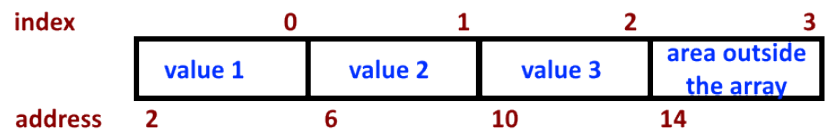 index 0 1 2 3
value 1 value 2 value 3 area outside
the array
address 2 6 10 14